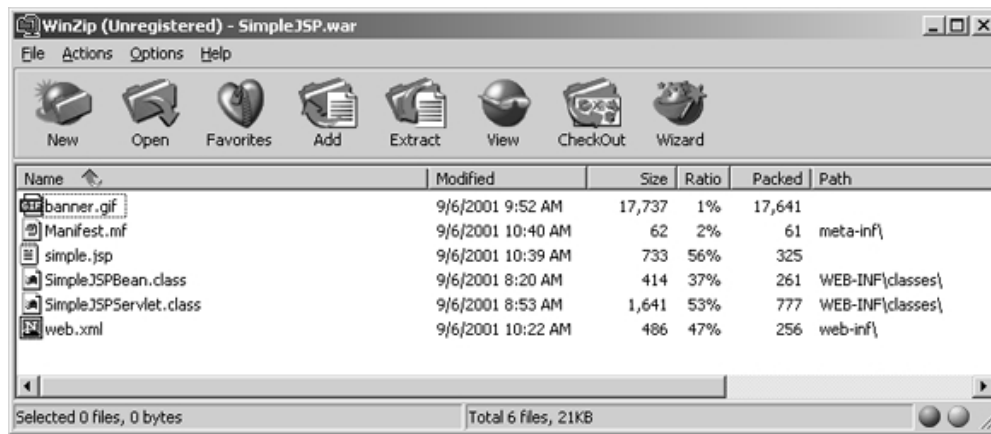 WinZip (Unregistered) - SimpleJSP.war
File Actions Options Help
New Open Favorites Add Extract View CheckOut Wizard
Name Modified Size Ratio Packed Path
banner.gif 9/6/2001 9:52 AM 17,737 1% 17,641
Manifest.mf 9/6/2001 10:40 AM 62 2% 61 meta-inf\
simple.jsp 9/6/2001 10:39 AM 733 56% 325
SimpleJSPBean.class 9/6/2001 8:20 AM 414 37% 261 WEB-INF\classes\
SimpleJSPServlet.class 9/6/2001 8:53 AM 1,641 53% 777 WEB-INF\classes\
web.xml 9/6/2001 10:22 AM 486 47% 256 web-inf\
Selected 0 files, 0 bytes Total 6 files, 21KB